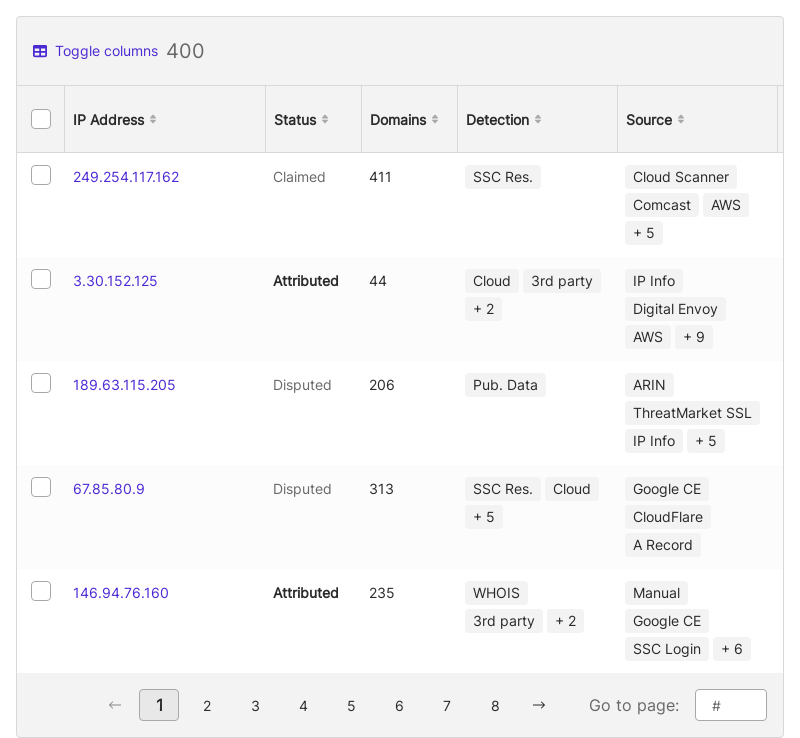 Toggle columns 400
IP Address Status Domains Detection Source
249.254.117.162 Claimed 411 SSC Res. Cloud Scanner
Comcast AWS
+ 5
3.30.152.125 Attributed 44 Cloud 3rd party IP Info
+ 2 Digital Envoy
AWS + 9
189.63.115.205 Disputed 206 Pub. Data ARIN
ThreatMarket SSL
IP Info + 5
67.85.80.9 Disputed 313 SSC Res. Cloud Google CE
+ 5 CloudFlare
A Record
146.94.76.160 Attributed 235 WHOIS Manual
3rd party + 2 Google CE
SSC Login + 6
← 1 2 3 4 5 6 7 8 → Go to page: #